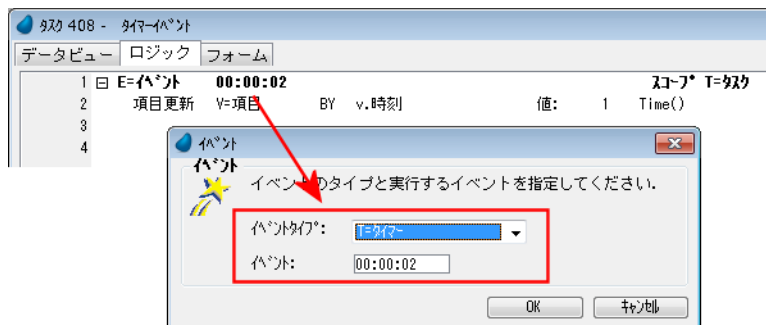 ﾀｽｸ 408 - ﾀｲﾏｰｲﾍﾞﾝﾄ
データビュー ロジック フォーム
1 E=ｲﾍﾞﾝﾄ 00:00:02 ｽｺｰﾌﾟ T=ﾀｽｸ
2 項目更新 V=項目 BY v.時刻 値: 1 Time()
3
4
ｲﾍﾞﾝﾄ
ｲﾍﾞﾝﾄ
イベントのタイプと実行するイベントを指定してください.
ｲﾍﾞﾝﾄﾀｲﾌﾟ: T=ﾀｲﾏｰ
ｲﾍﾞﾝﾄ: 00:00:02
OK ｷｬﾝｾﾙ